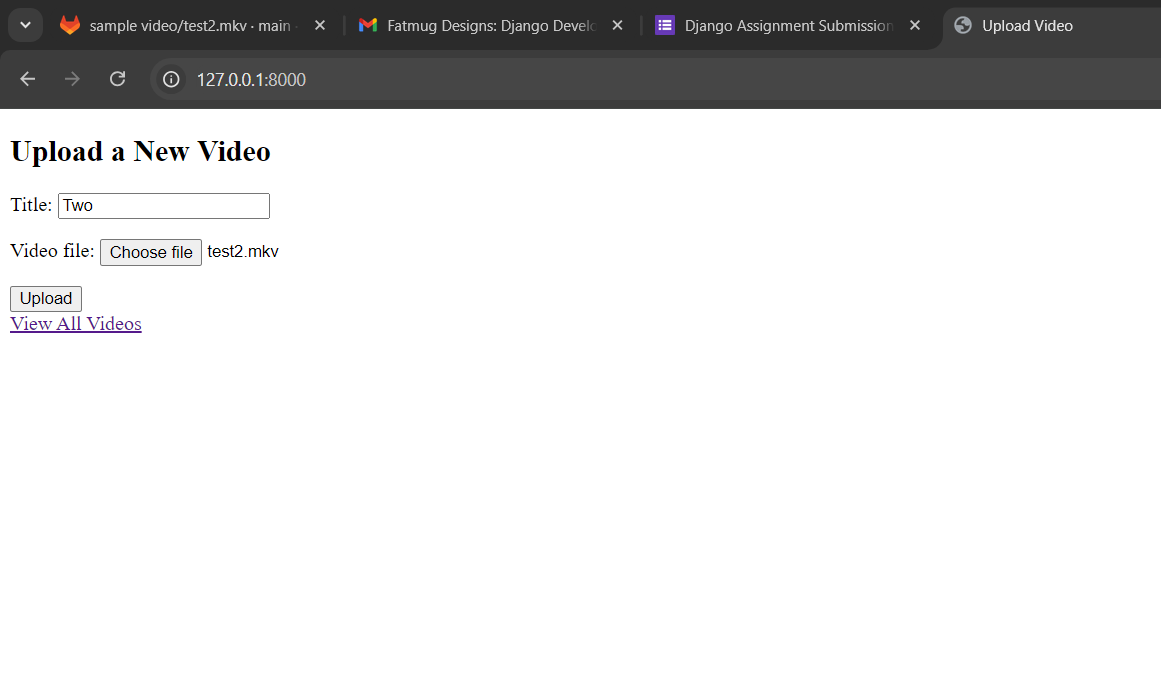 sample video/test2.mkv · main
Fatmug Designs: Django Develo
Django Assignment Submission
Upload Video
127.0.0.1:8000
Upload a New Video
Title: Two
Video file: Choose file test2.mkv
Upload
View All Videos